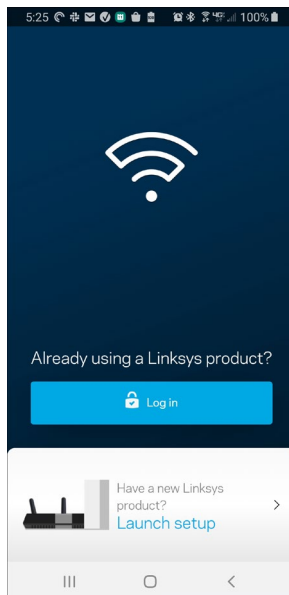 5:25 100%
Already using a Linksys product?
Log in
Have a new Linksys
product?
Launch setup